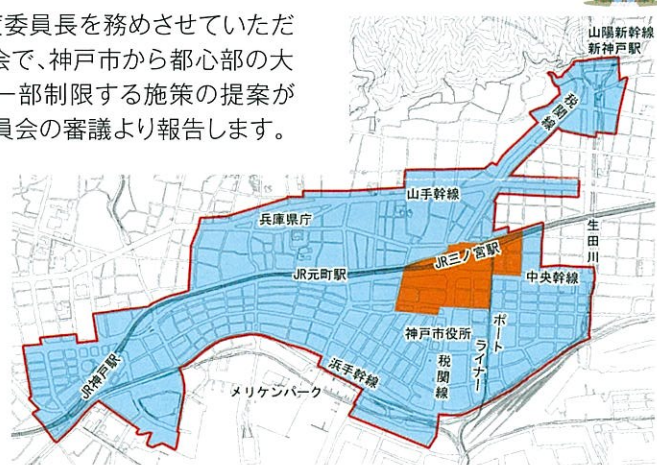 度委員長を務めさせていただ
会で、神戸市から都心部の大
一部制限する施策の提案が
員会の審議より報告します。
山陽新幹線
新神戸駅
税関線
山手幹線
兵庫県庁
生田川
JR三ノ宮駅
JR元町駅
中央幹線
神戸市役所
ポートライナー
税関線
浜手幹線
JR神戸駅
メリケンパーク